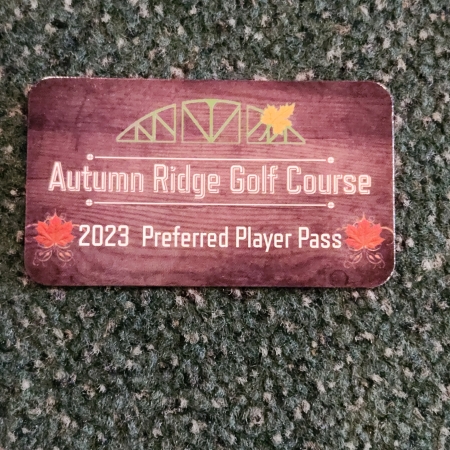 Autumn Ridge Golf Course
2023 Preferred Player Pass